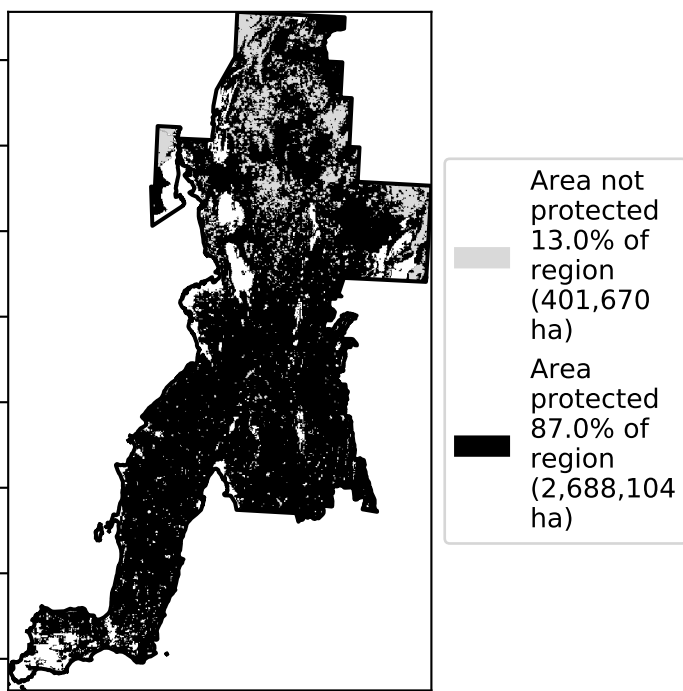 Area not
protected
13.0% of
region
(401,670
ha)
Area
protected
87.0% of
region
(2,688,104
ha)